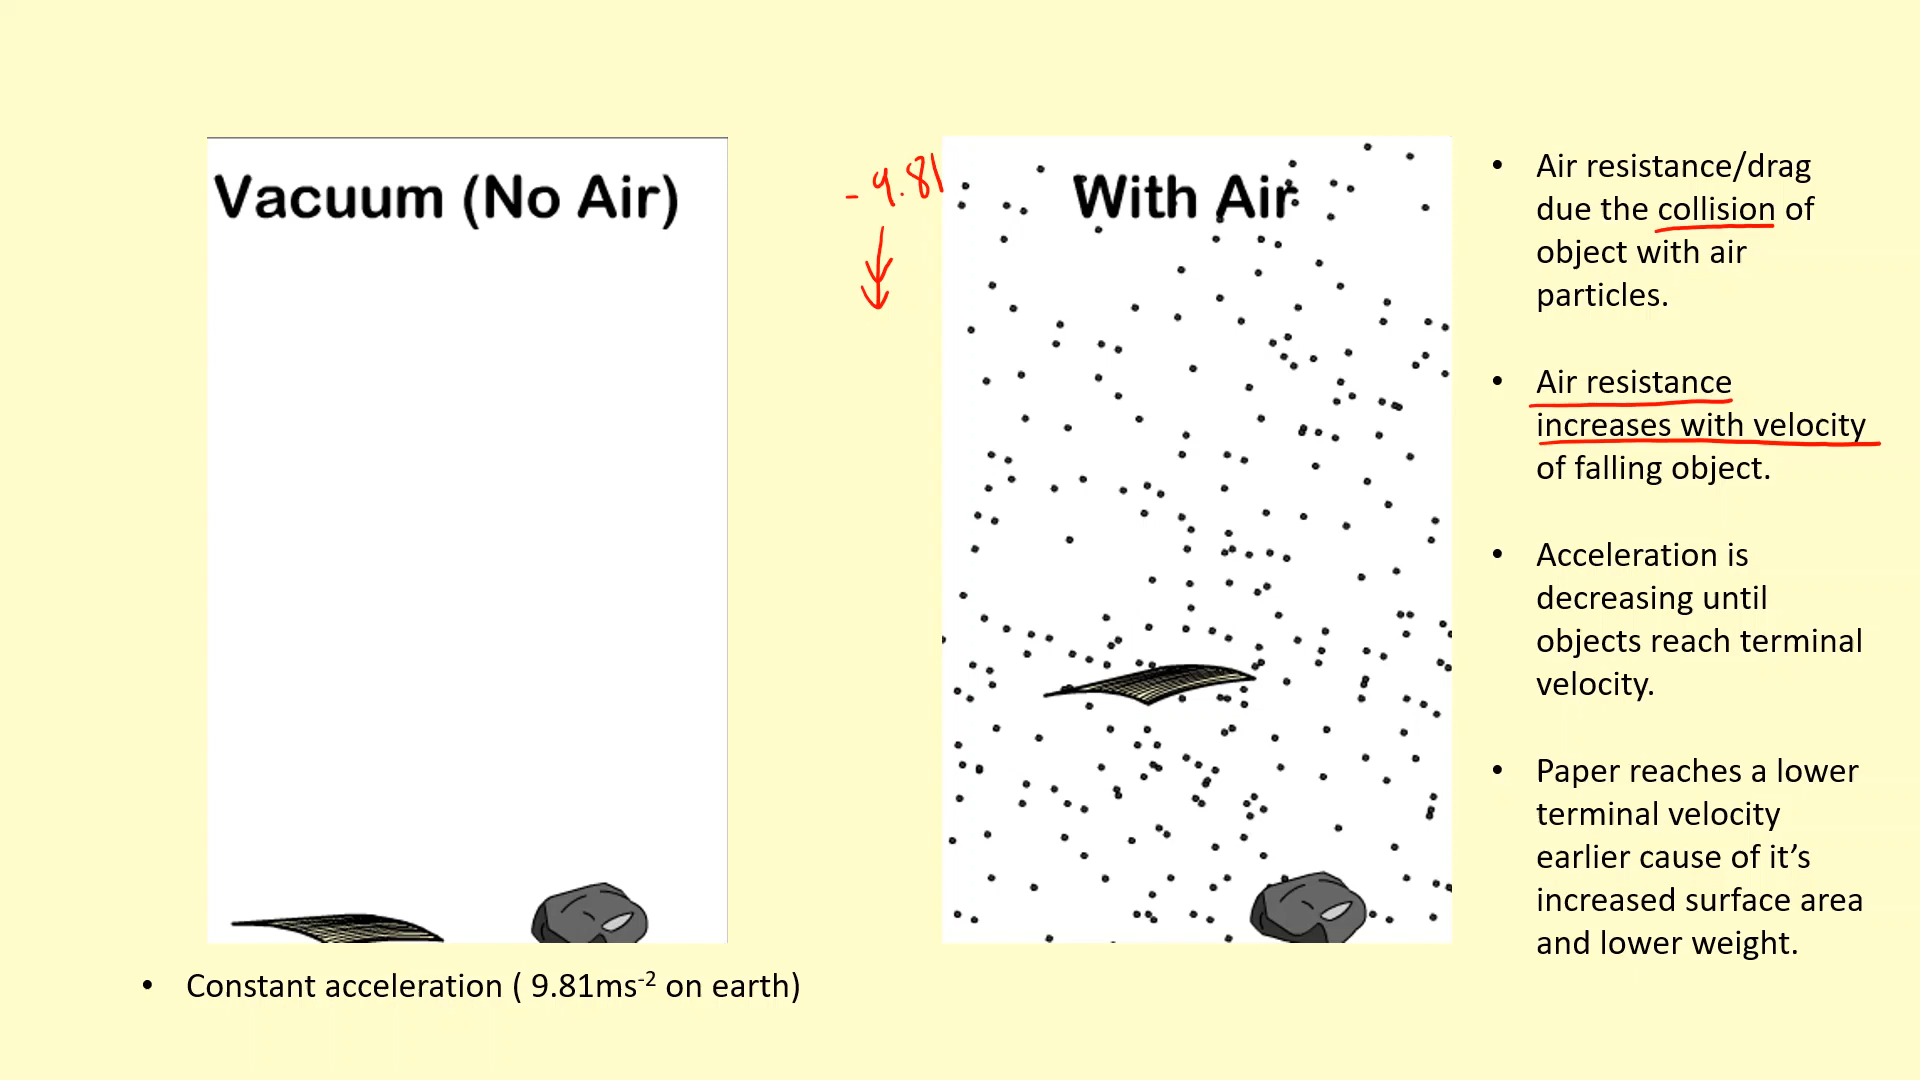 Vacuum (No Air)
• Constant acceleration ( 9.81ms⁻² on earth)
- 9.81
With Air
• Air resistance/drag
due the collision of
object with air
particles.
• Air resistance
increases with velocity
of falling object.
• Acceleration is
decreasing until
objects reach terminal
velocity.
• Paper reaches a lower
terminal velocity
earlier cause of it’s
increased surface area
and lower weight.